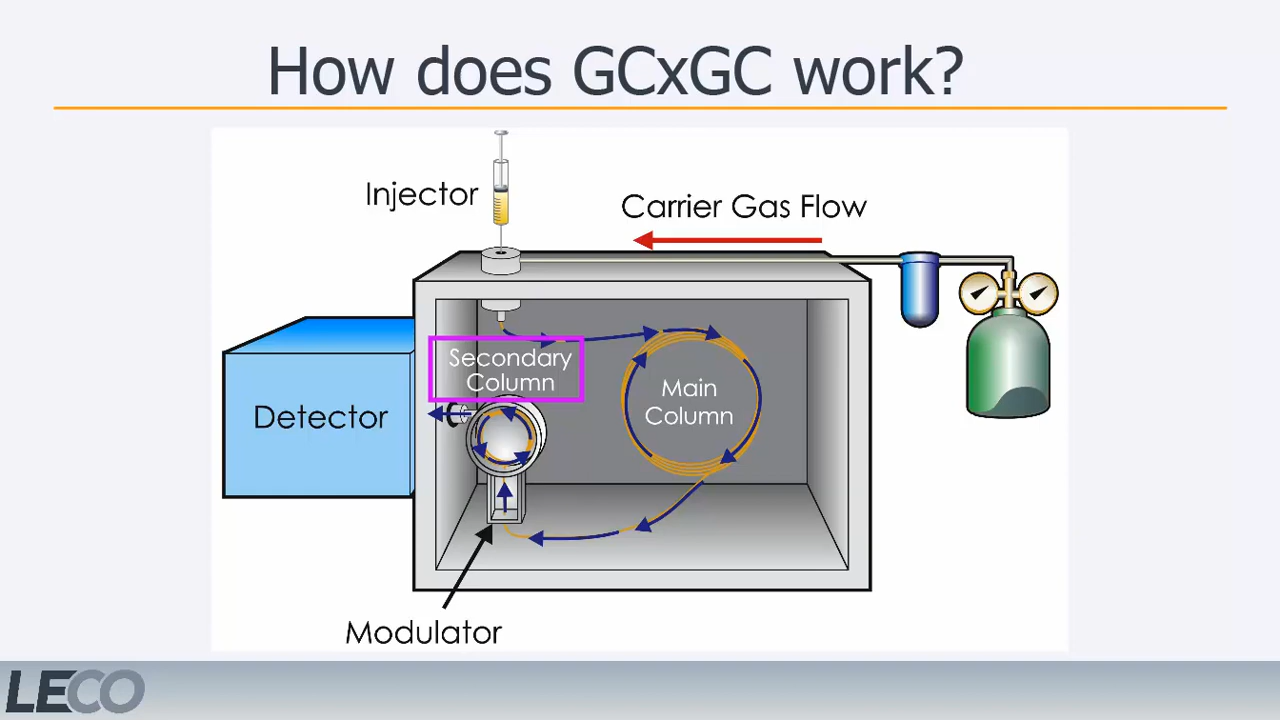 How does GCxGC work?
Injector
Carrier Gas Flow
Secondary
Column
Main
Column
Detector
Modulator
LECO